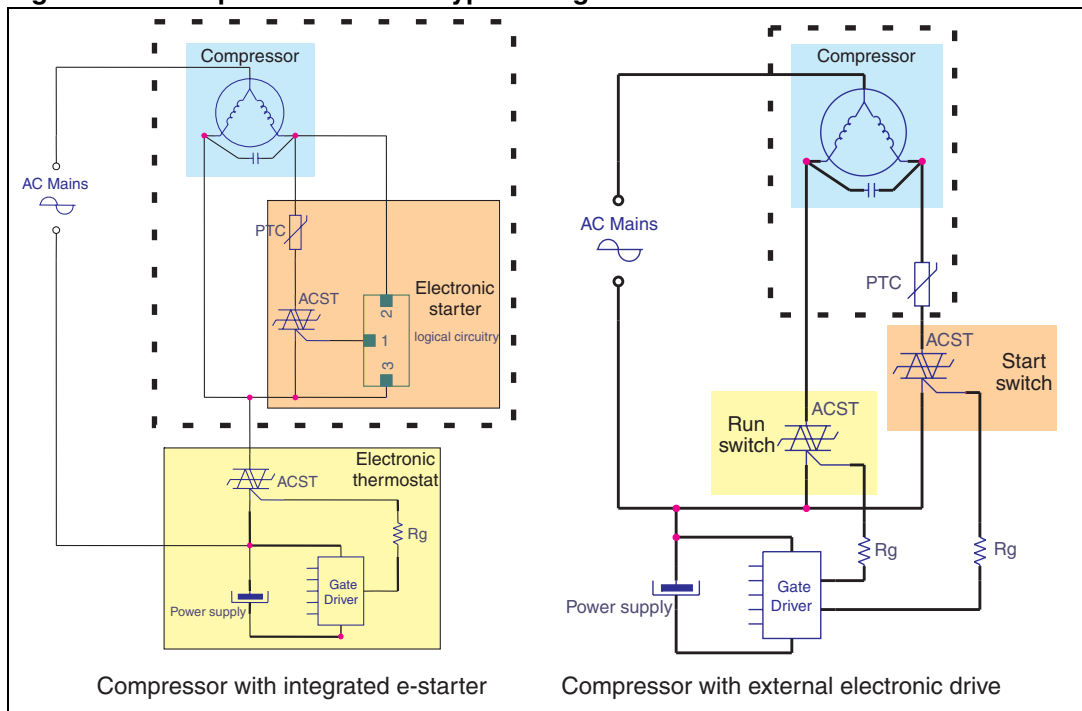 Compressor
AC Mains
PTC
ACST
Electronic
starter
logical circuitry
2
1
3
Electronic
thermostat
ACST
Rg
Gate
Driver
Power supply
Compressor with integrated e-starter
Compressor
AC Mains
PTC
ACST
Start
switch
ACST
Run
switch
Rg
Rg
Gate
Driver
Power supply
Compressor with external electronic drive